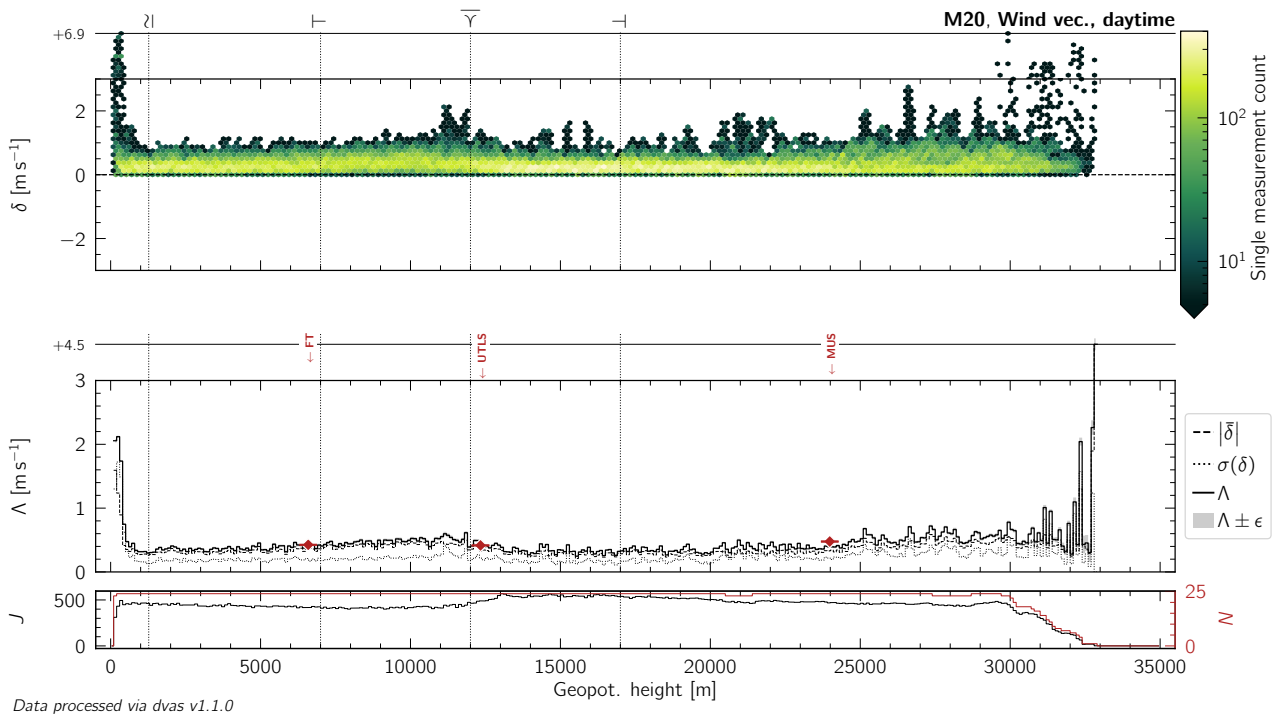 M20, Wind vec., daytime
+6.9
2
0
−2
δ [m s⁻¹]
10²
10¹
Single measurement count
+4.5
← FT
← UTLS
← MUS
3
2
1
0
Λ [m s⁻¹]
|δ̄|
σ(δ)
Λ
Λ ± ϵ
500
0
J
25
0
N
0 5000 10000 15000 20000 25000 30000 35000
Geopot. height [m]
Data processed via dvas v1.1.0